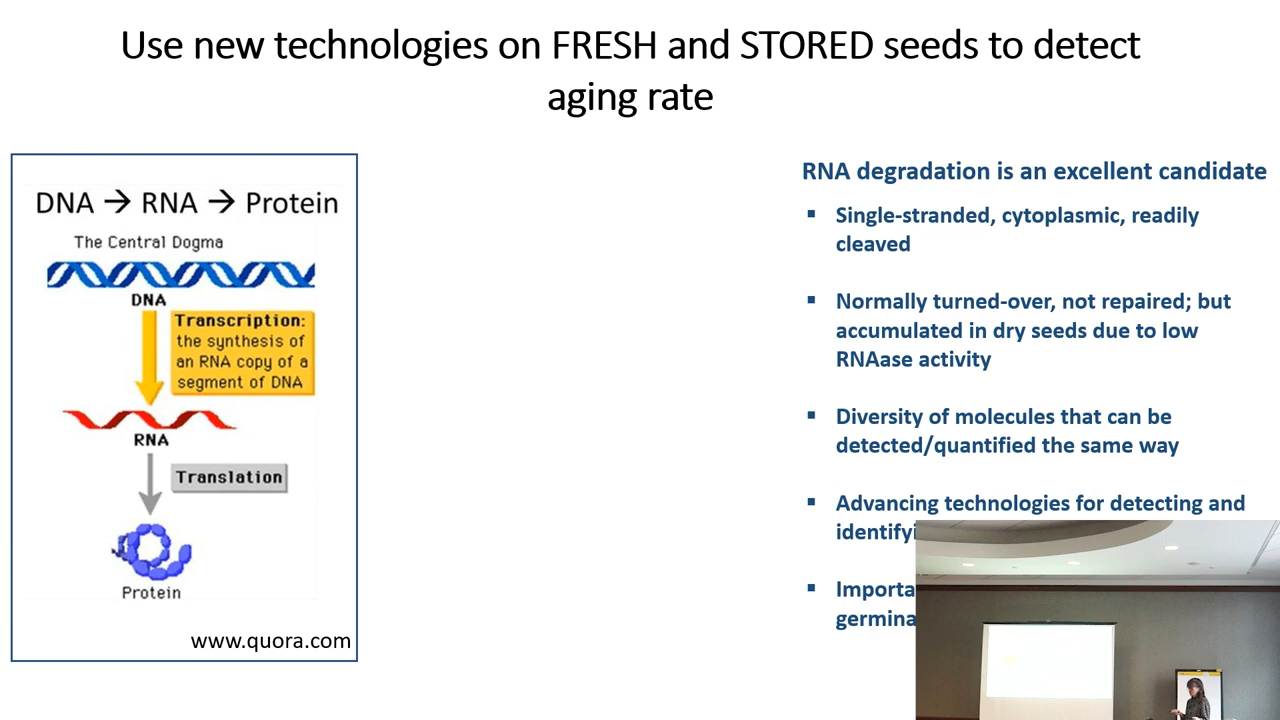 Use new technologies on FRESH and STORED seeds to detect
aging rate
DNA → RNA → Protein
The Central Dogma
DNA
Transcription:
the synthesis of
an RNA copy of a
segment of DNA
RNA
Translation
Protein
www.quora.com
RNA degradation is an excellent candidate
▪ Single-stranded, cytoplasmic, readily
cleaved
▪ Normally turned-over, not repaired; but
accumulated in dry seeds due to low
RNAase activity
▪ Diversity of molecules that can be
detected/quantified the same way
▪ Advancing technologies for detecting and